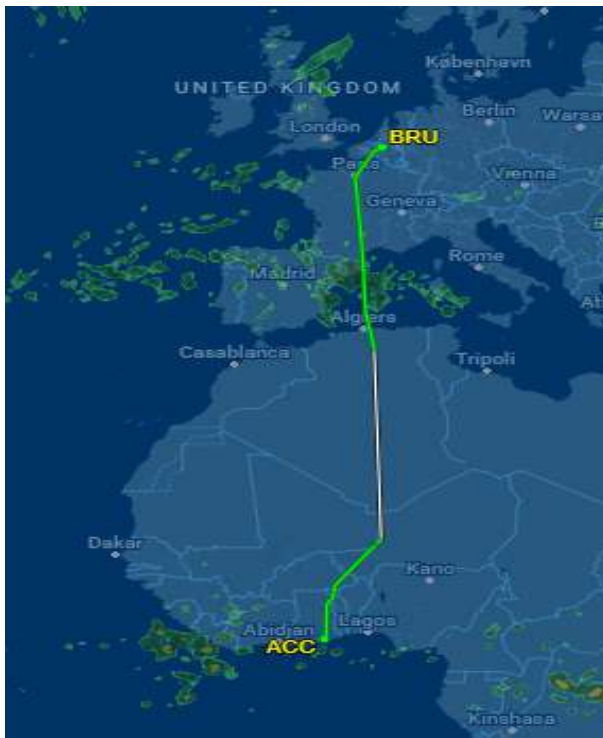 København
UNITED KINGDOM
Berlin
Warsa
London
BRU
Paris
Vienna
Geneva
Rome
Madrid
Algiers
Casablanca
Tripoli
Dakar
Kano
Abidjan
Lagos
ACC
Kinshasa